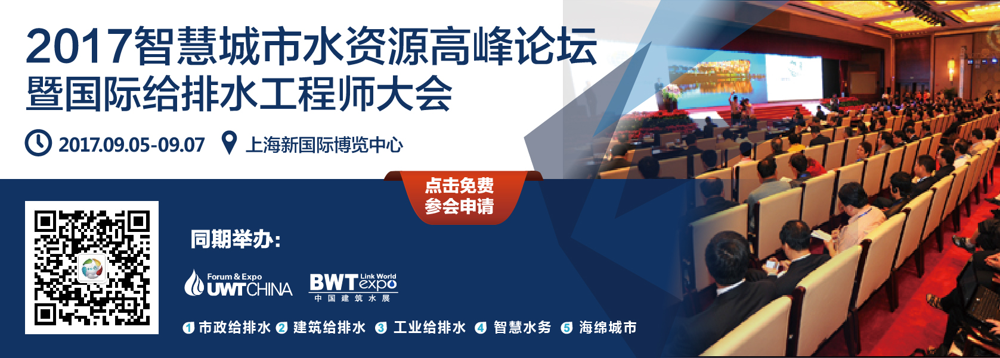 2017智慧城市水资源高峰论坛
暨国际给排水工程师大会
2017.09.05-09.07 上海新国际博览中心
点击免费
参会申请
同期举办:
Forum & Expo
UWTCHINA
BWT Link World
expo
中国建筑水展
1 市政给排水 2 建筑给排水 3 工业给排水 4 智慧水务 5 海绵城市